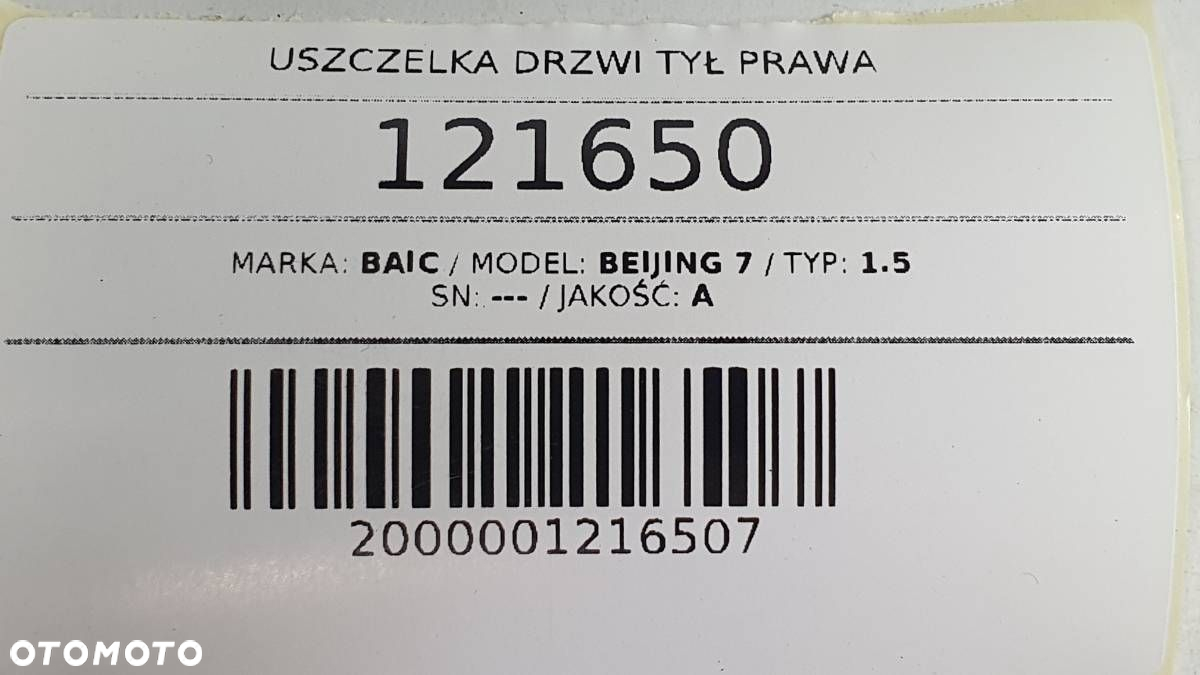 USZCZELKA DRZWI TYŁ PRAWA
121650
MARKA: BAIC / MODEL: BEIJING 7 / TYP: 1.5
SN: --- / JAKOŚĆ: A
2000001216507
OTOMOTO